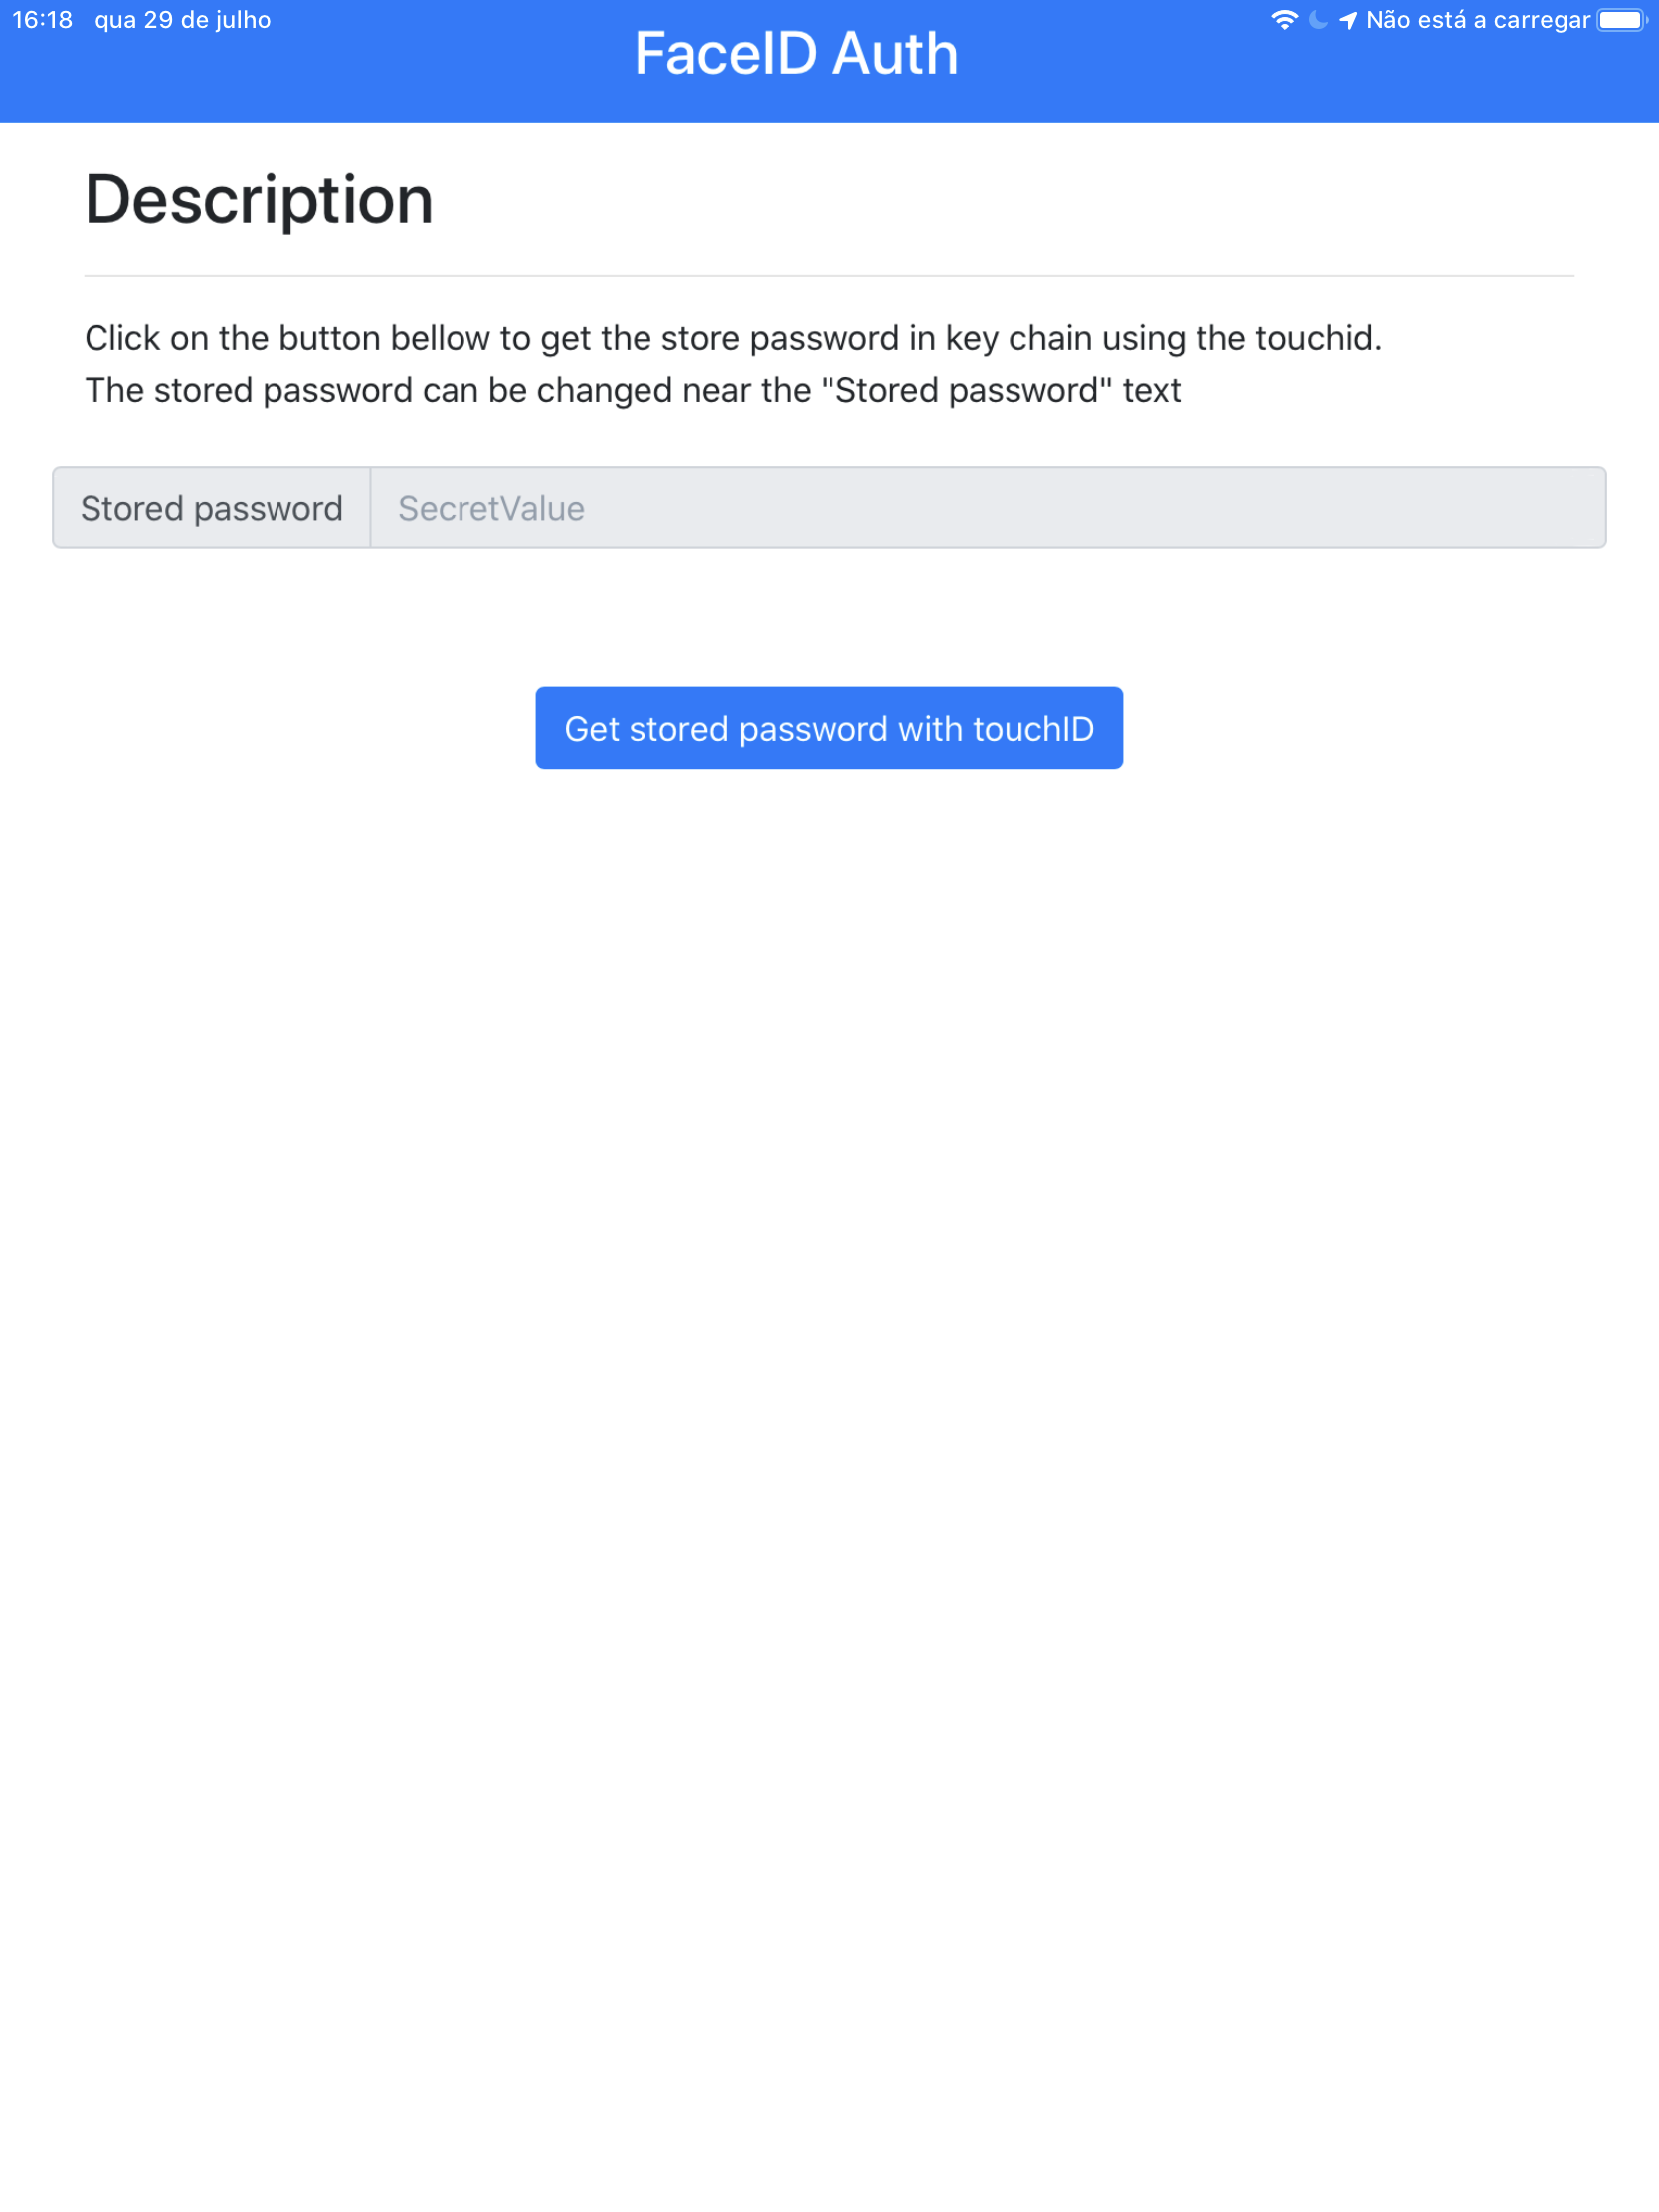 16:18 qua 29 de julho
Não está a carregar
FaceID Auth
Description
Click on the button bellow to get the store password in key chain using the touchid.
The stored password can be changed near the "Stored password" text
Stored password SecretValue
Get stored password with touchID